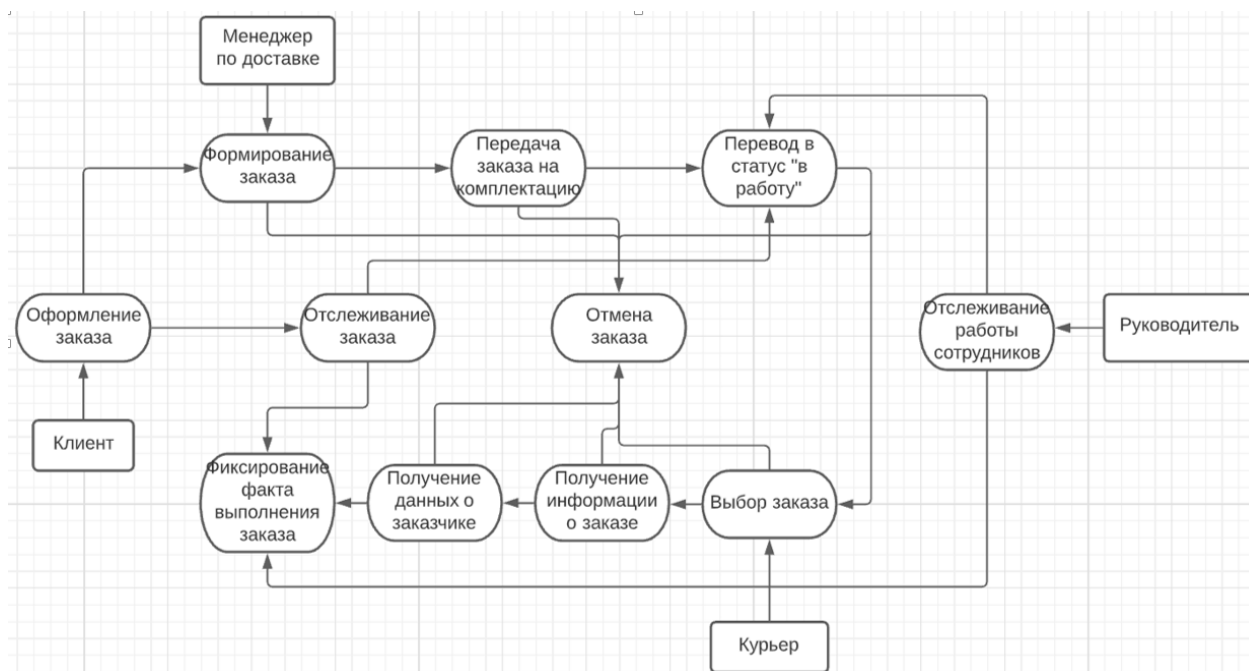 Менеджер
по доставке
Формирование
заказа
Передача
заказа на
комплектацию
Перевод в
статус "в
работу"
Оформление
заказа
Отслеживание
заказа
Отмена
заказа
Отслеживание
работы
сотрудников
Руководитель
Клиент
Фиксирование
факта
выполнения
заказа
Получение
данных о
заказчике
Получение
информации
о заказе
Выбор заказа
Курьер